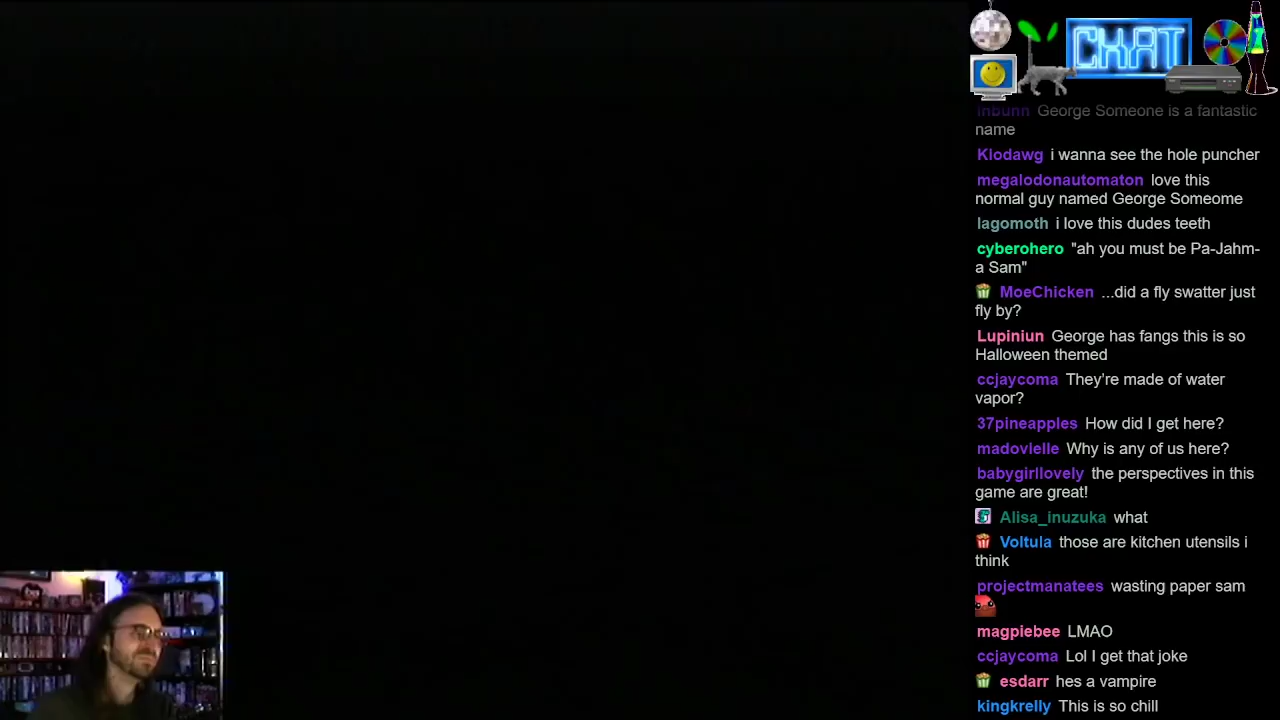 CHAT
Inbunn George Someone is a fantastic
name
Klodawg i wanna see the hole puncher
megalodonautomaton love this
normal guy named George Someome
lagomoth i love this dudes teeth
cyberohero "ah you must be Pa-Jahm-
a Sam"
MoeChicken ...did a fly swatter just
fly by?
Lupiniun George has fangs this is so
Halloween themed
ccjaycoma They're made of water
vapor?
37pineapples How did I get here?
madovlelle Why is any of us here?
babygirllovely the perspectives in this
game are great!
Alisa_inuzuka what
Voltula those are kitchen utensils i
think
projectmanatees wasting paper sam
magpiebee LMAO
ccjaycoma Lol I get that joke
esdarr hes a vampire
kingkrelly This is so chill